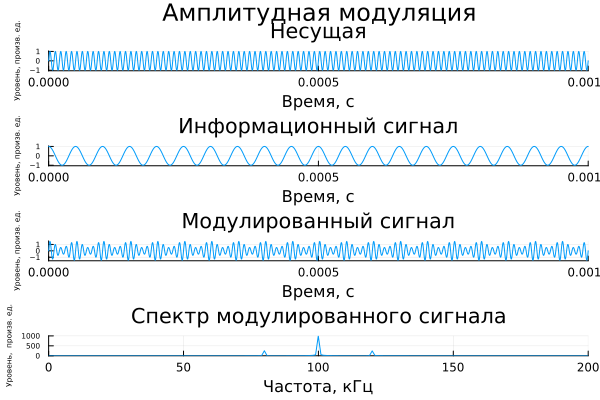 Амплитудная модуляция
Несущая
Уровень, произв. ед.
1
0
−1
0.0000
0.0005
0.001
Время, с
Информационный сигнал
Уровень, произв. ед.
1
0
−1
0.0000
0.0005
0.001
Время, с
Модулированный сигнал
Уровень, произв. ед.
1
0
−1
0.0000
0.0005
0.001
Время, с
Спектр модулированного сигнала
Уровень, произв. ед.
1000
500
0
0
50
100
150
200
Частота, кГц